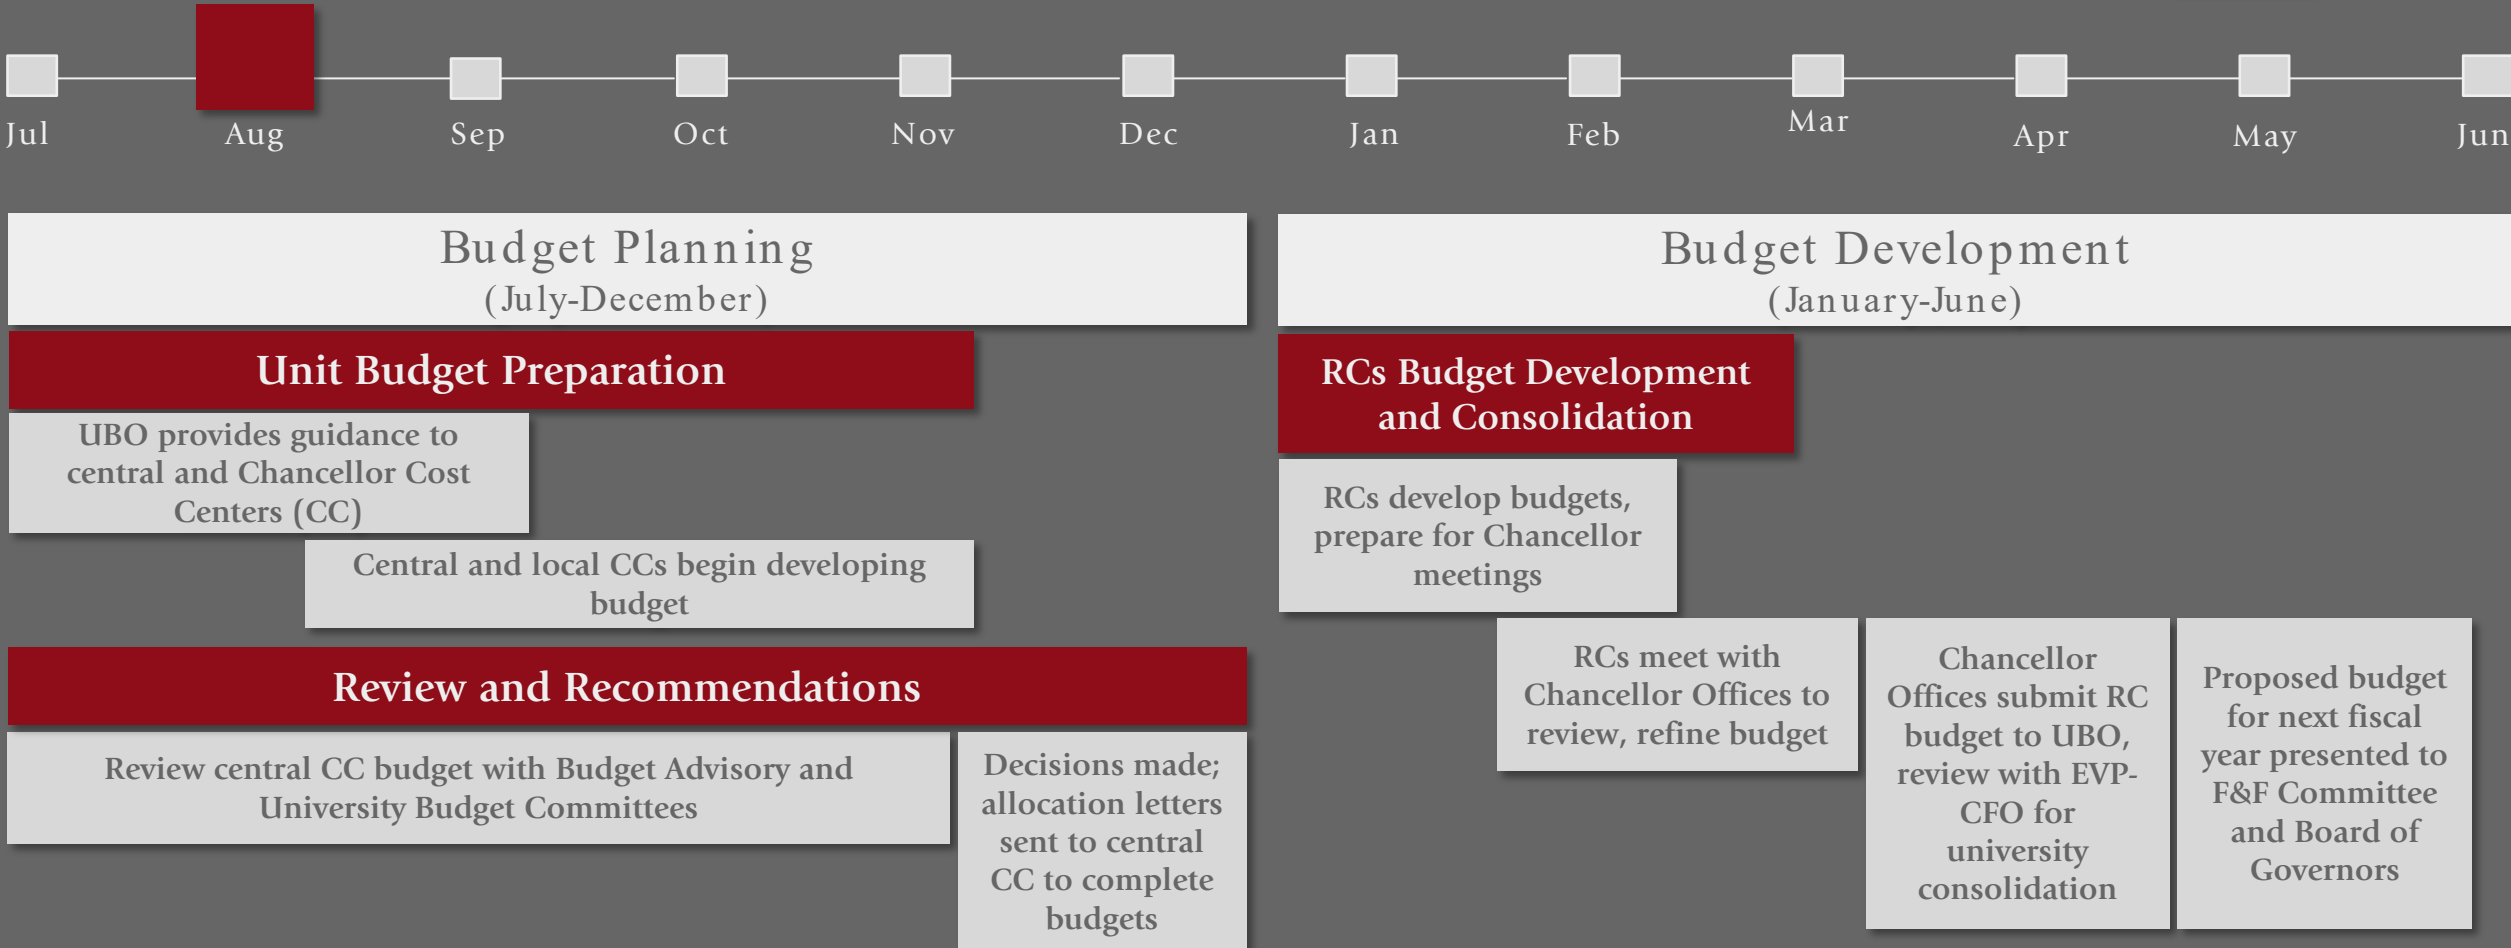 Jul
Aug
Sep
Oct
Nov
Dec
Jan
Feb
Mar
Apr
May
Jun
Budget Planning
(July-December)
Unit Budget Preparation
UBO provides guidance to
central and Chancellor Cost
Centers (CC)
Central and local CCs begin developing
budget
Review and Recommendations
Review central CC budget with Budget Advisory and
University Budget Committees
Decisions made;
allocation letters
sent to central
CC to complete
budgets
Budget Development
(January-June)
RCs Budget Development
and Consolidation
RCs develop budgets,
prepare for Chancellor
meetings
RCs meet with
Chancellor Offices to
review, refine budget
Chancellor
Offices submit RC
budget to UBO,
review with EVP-
CFO for
university
consolidation
Proposed budget
for next fiscal
year presented to
F&F Committee
and Board of
Governors